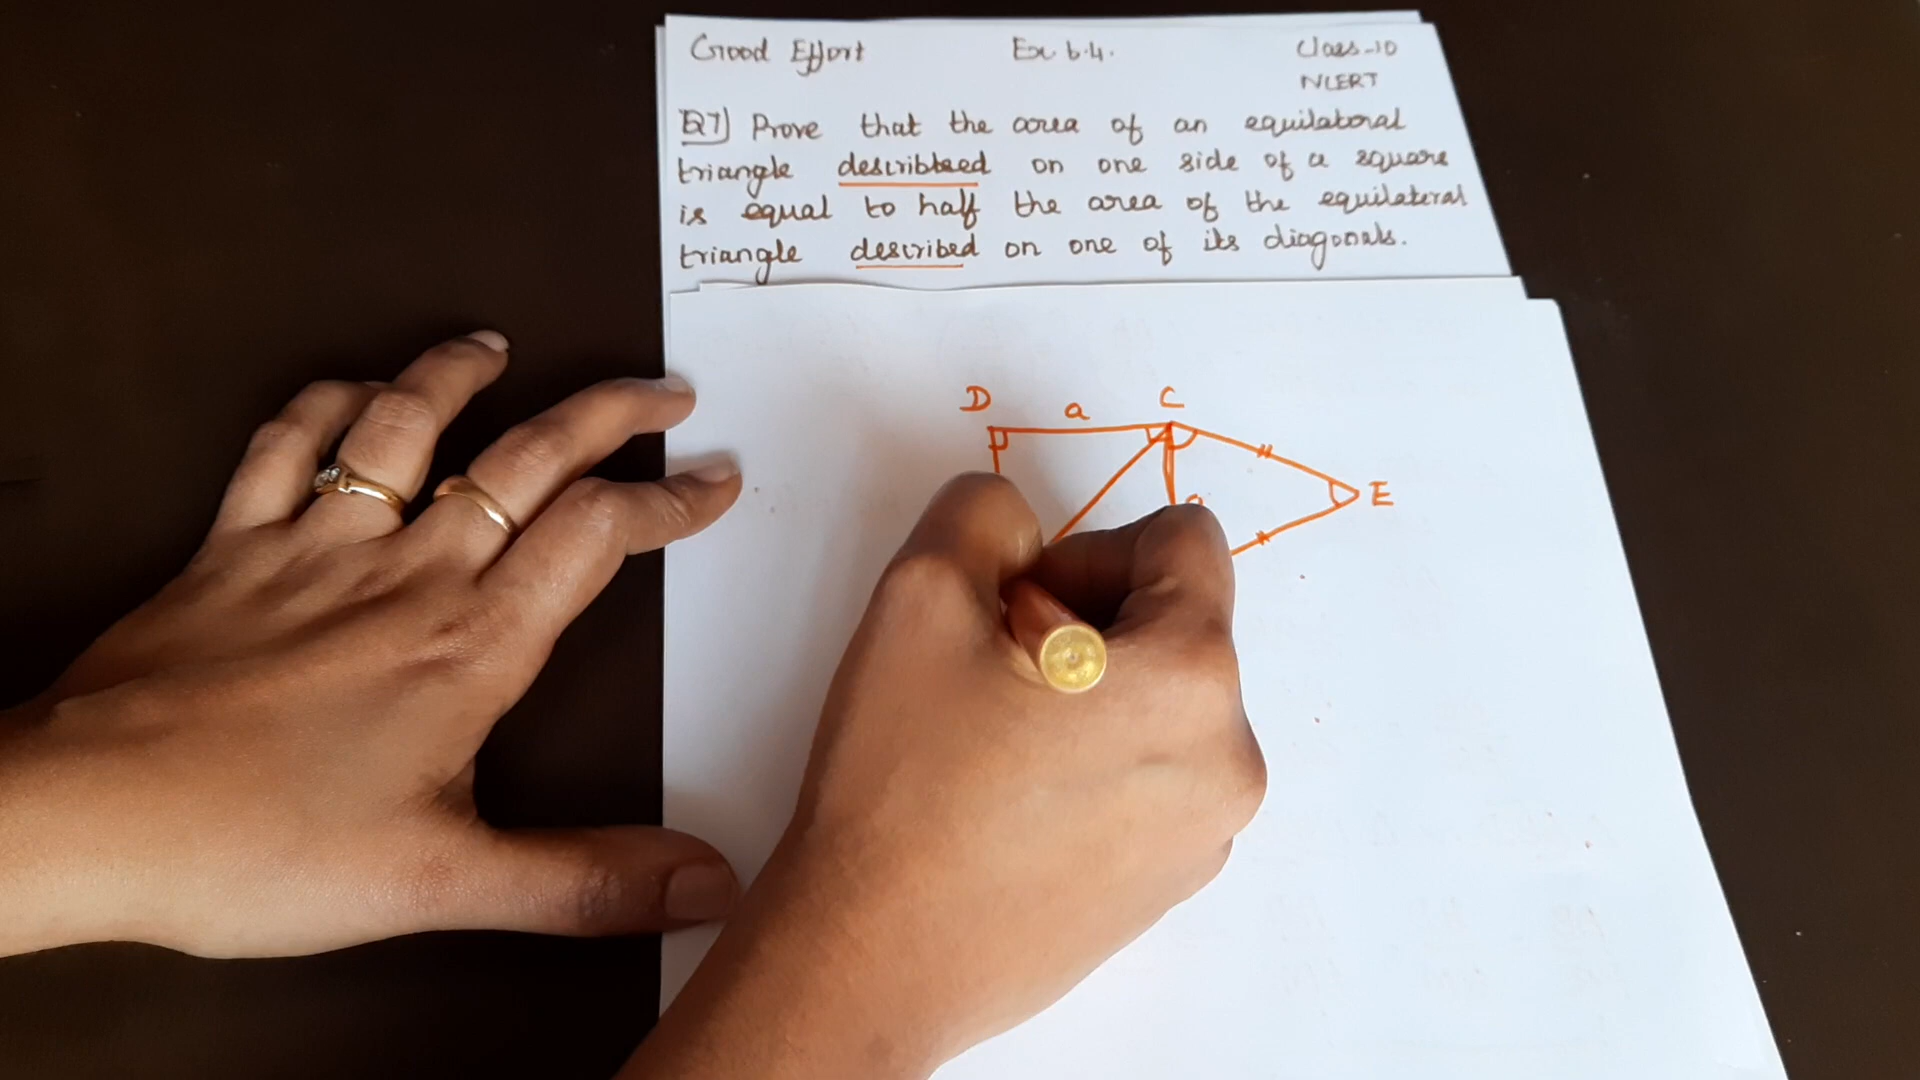 Good Effort Ex 6.4. Class-10
NCERT
Q7) Prove that the area of an equilateral
triangle described on one side of a square
is equal to half the area of the equilateral
triangle described on one of its diagonals.
D a C
E